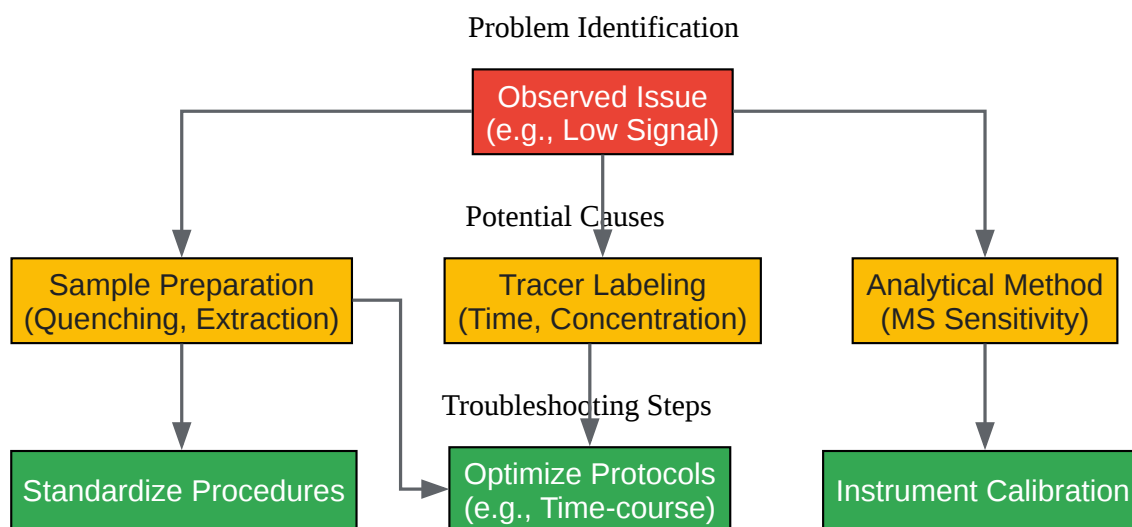 Problem Identification
Observed Issue
(e.g., Low Signal)
Potential Causes
Sample Preparation
(Quenching, Extraction)
Tracer Labeling
(Time, Concentration)
Analytical Method
(MS Sensitivity)
Troubleshooting Steps
Standardize Procedures
Optimize Protocols
(e.g., Time-course)
Instrument Calibration